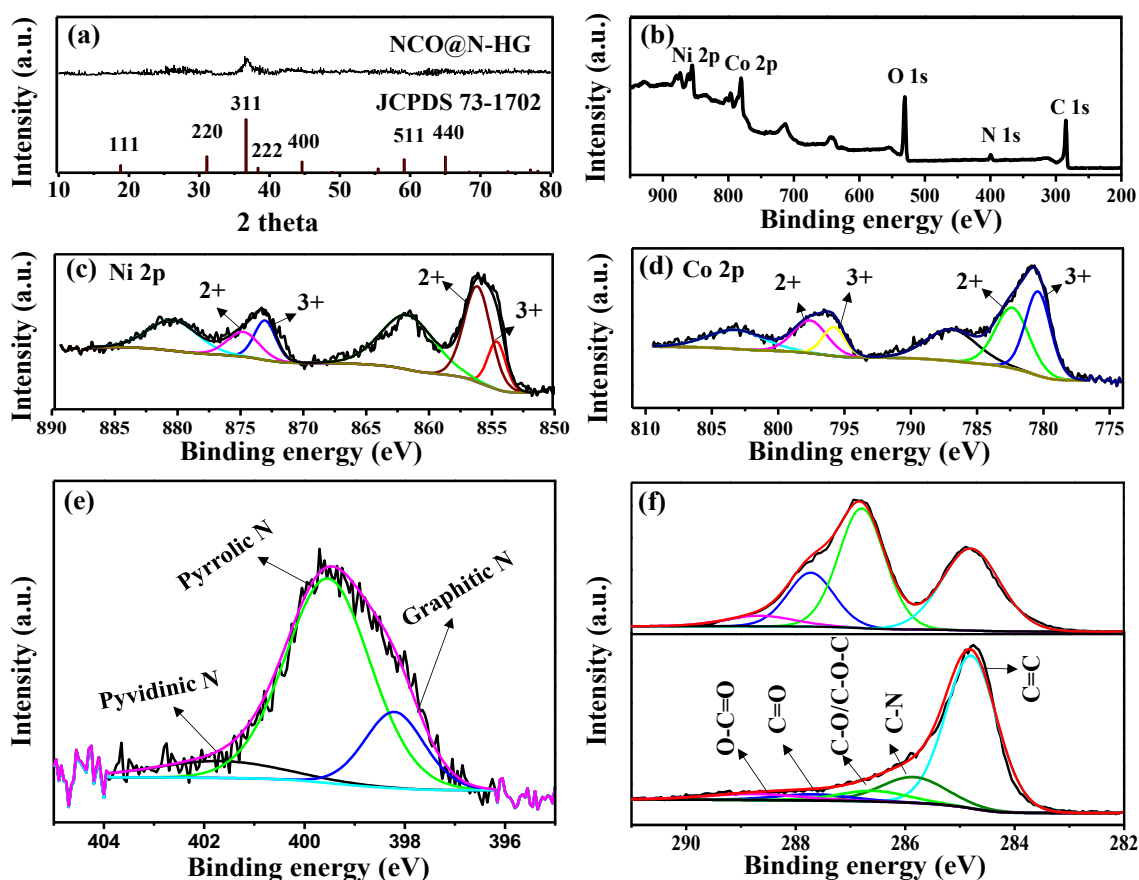 (a)
NCO@N-HG
JCPDS 73-1702
111
220
311
222
400
511
440
Intensity (a.u.)
10 20 30 40 50 60 70 80
2 theta
(b)
Ni 2p
Co 2p
O 1s
N 1s
C 1s
Intensity (a.u.)
900 800 700 600 500 400 300 200
Binding energy (eV)
(c) Ni 2p
2+
3+
2+
3+
Intensity (a.u.)
890 885 880 875 870 865 860 855 850
Binding energy (eV)
(d) Co 2p
2+
3+
2+
3+
Intensity (a.u.)
810 805 800 795 790 785 780 775
Binding energy (eV)
(e)
Pyvidinic N
Pyrrolic N
Graphitic N
Intensity (a.u.)
404 402 400 398 396
Binding energy (eV)
(f)
O-C=O
C=O
C-O/C-O-C
C-N
C=C
Intensity (a.u.)
290 288 286 284 282
Binding energy (eV)